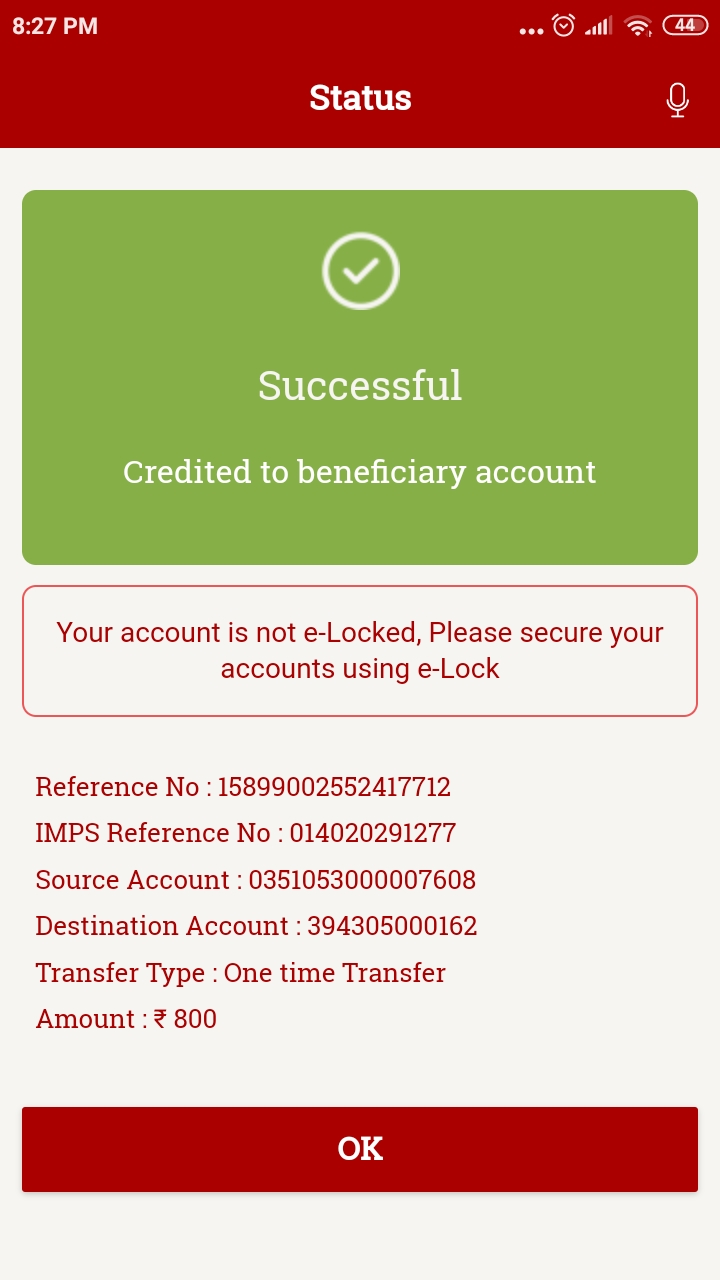 8:27 PM
44
Status
Successful
Credited to beneficiary account
Your account is not e-Locked, Please secure your
accounts using e-Lock
Reference No : 15899002552417712
IMPS Reference No : 014020291277
Source Account : 0351053000007608
Destination Account : 394305000162
Transfer Type : One time Transfer
Amount : ₹ 800
OK